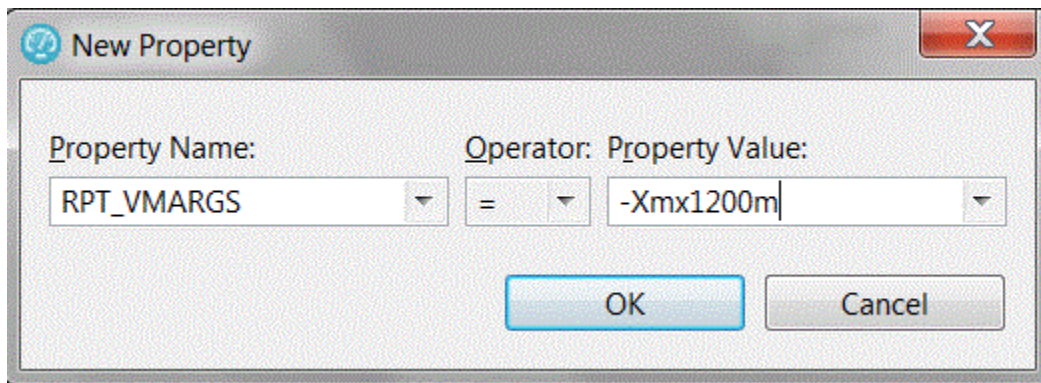 New Property
Property Name: Operator: Property Value:
RPT_VMARGS = -Xmx1200m
OK Cancel